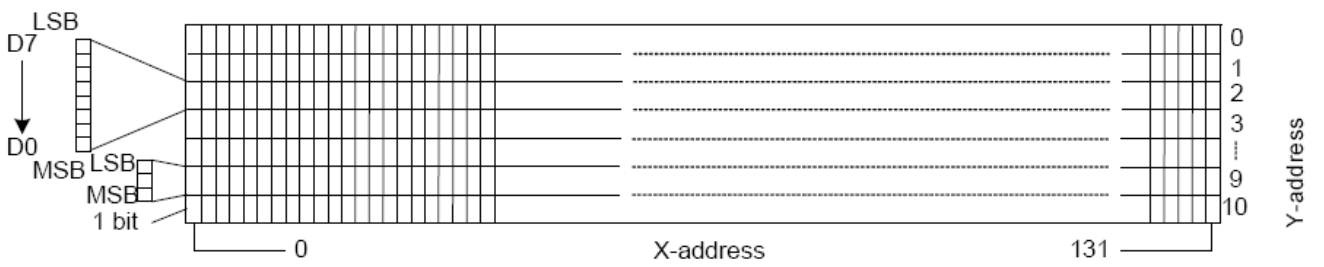 LSB
D7
D0
MSB
LSB
MSB
1 bit
0
1
2
3
9
10
Y-address
0
X-address
131